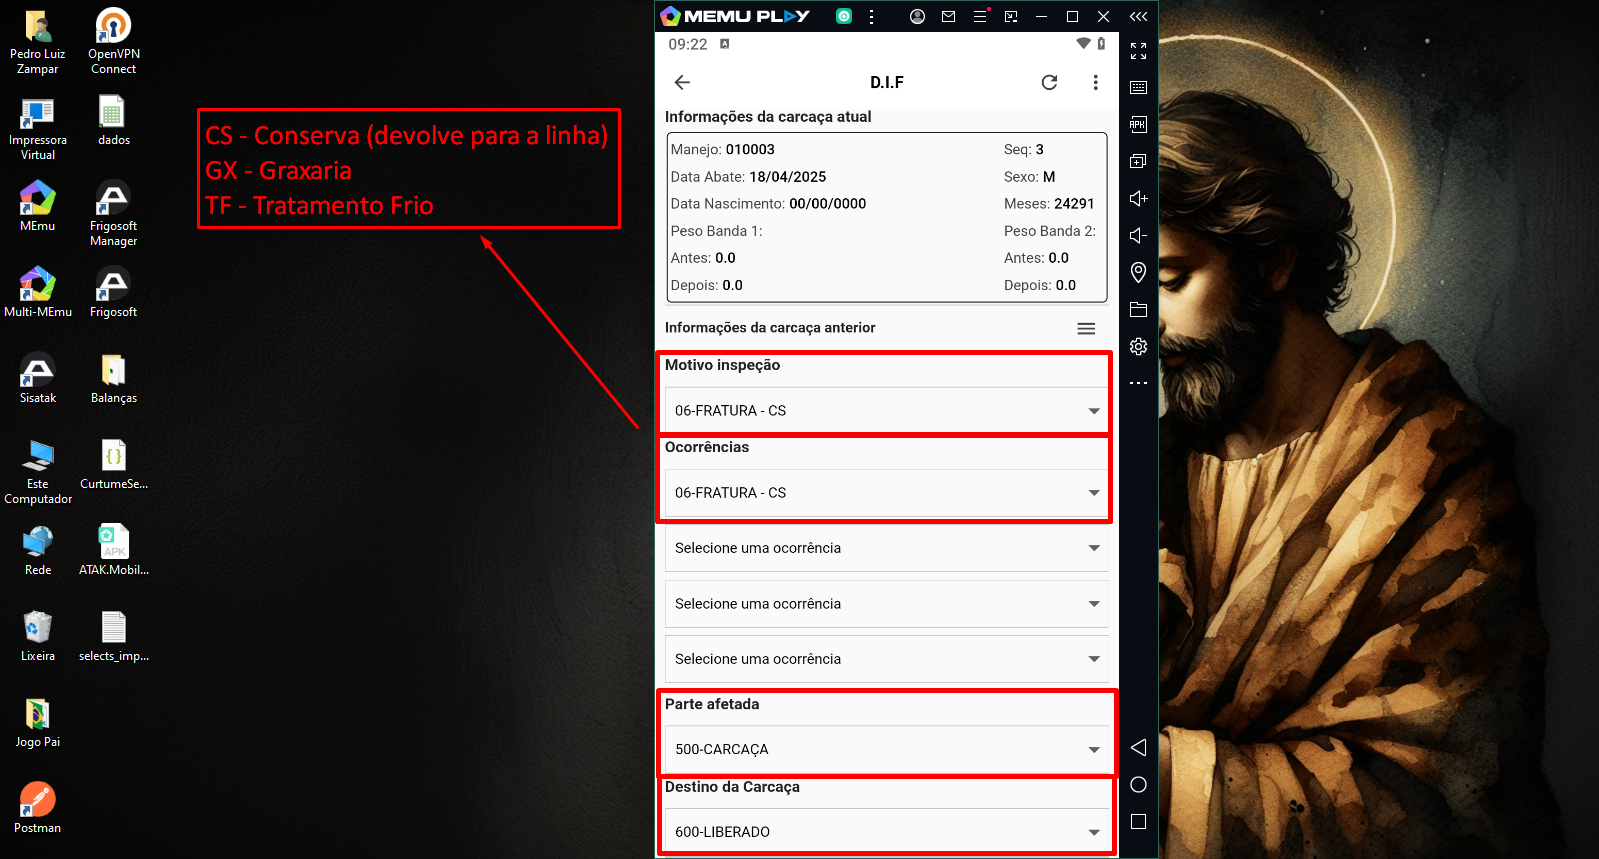 Pedro Luiz
Zampar
OpenVPN
Connect
Impressora
Virtual
dados
MEmu
Frigosoft
Manager
Multi-MEmu
Frigosoft
Sisatak
Balanças
Este
Computador
CurtumeSe...
Rede
APK
ATAK.Mobil...
Lixeira
selects_imp...
Jogo Pai
Postman
CS - Conserva (devolve para a linha)
GX - Graxaria
TF - Tratamento Frio
MEMU PLAY
09:22
D.I.F
Informações da carcaça atual
Manejo: 010003 Seq: 3
Data Abate: 18/04/2025 Sexo: M
Data Nascimento: 00/00/0000 Meses: 24291
Peso Banda 1: Peso Banda 2:
Antes: 0.0 Antes: 0.0
Depois: 0.0 Depois: 0.0
Informações da carcaça anterior
Motivo inspeção
06-FRATURA - CS
Ocorrências
06-FRATURA - CS
Selecione uma ocorrência
Selecione uma ocorrência
Selecione uma ocorrência
Parte afetada
500-CARCAÇA
Destino da Carcaça
600-LIBERADO
APK